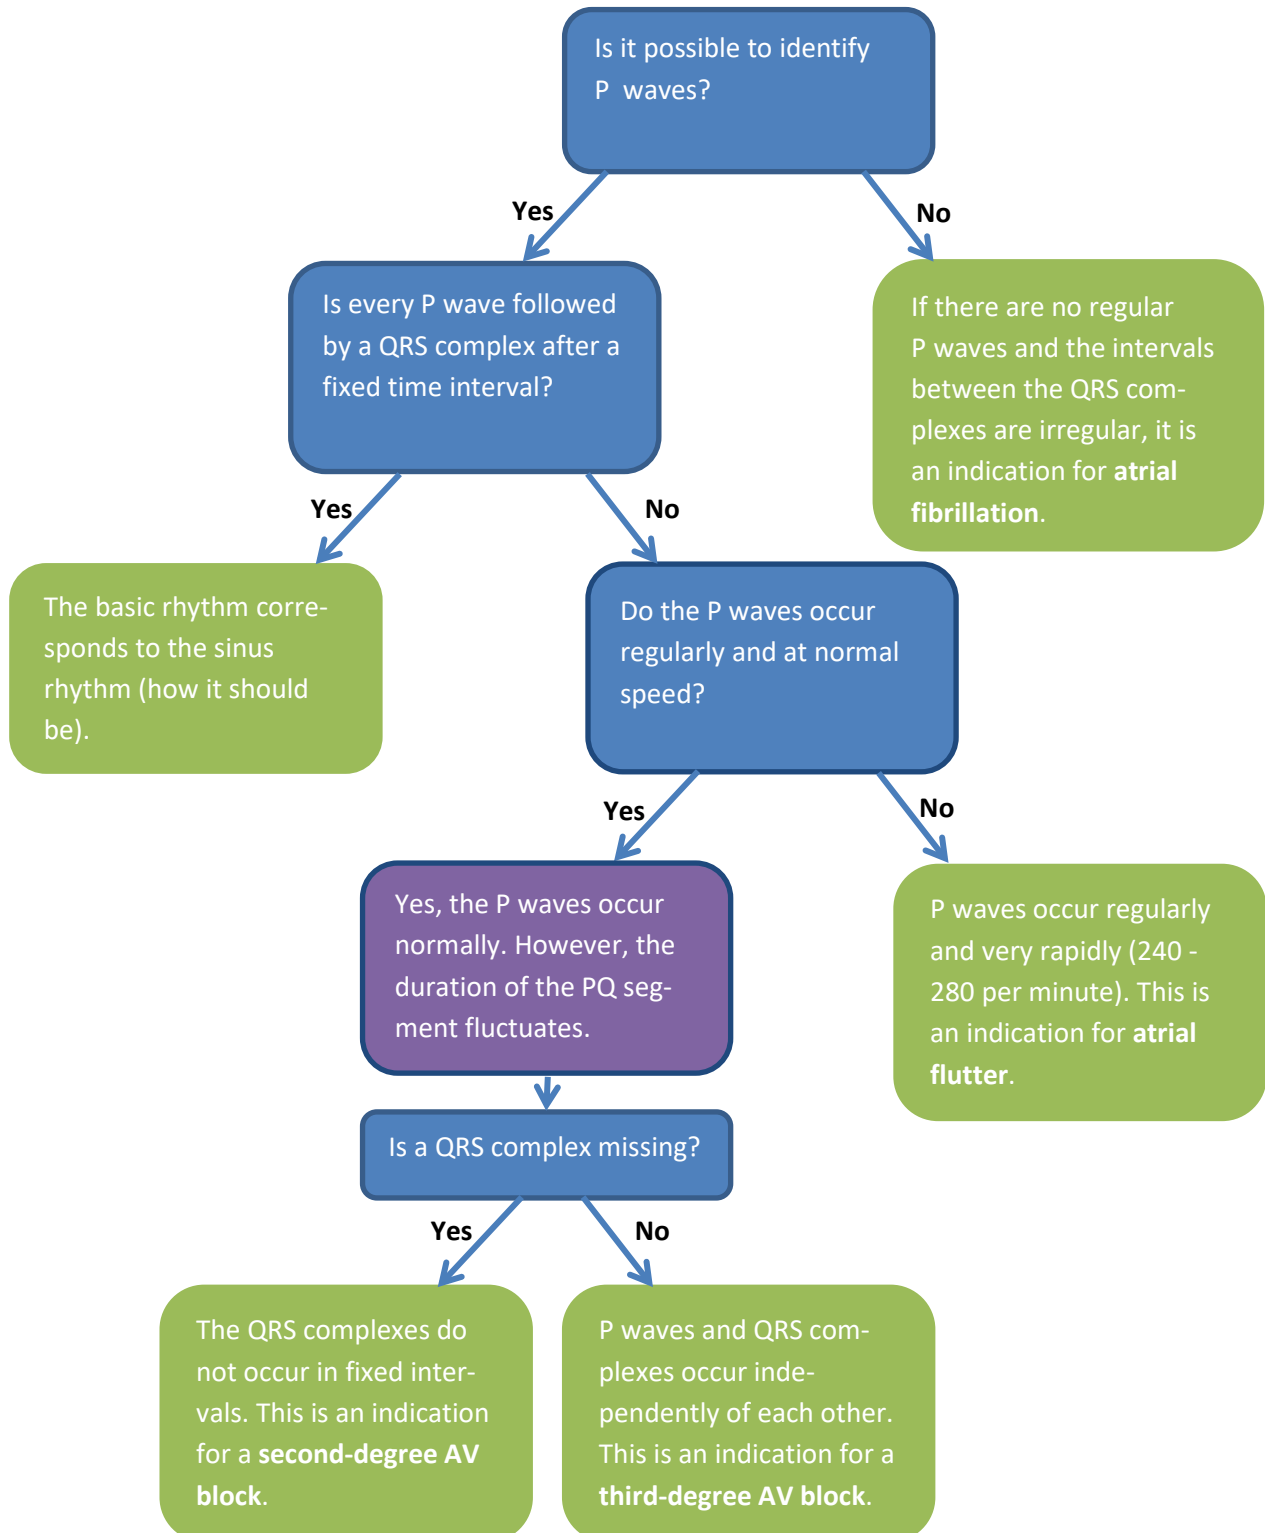 Is it possible to identify
P  waves?
Yes
No
Is every P wave followed
by a QRS complex after a
fixed time interval?
If there are no regular
P waves and the intervals
between the QRS com-
plexes are irregular, it is
an indication for atrial
fibrillation.
Yes
No
The basic rhythm corre-
sponds to the sinus
rhythm (how it should
be).
Do the P waves occur
regularly and at normal
speed?
Yes
No
Yes, the P waves occur
normally. However, the
duration of the PQ seg-
ment fluctuates.
P waves occur regularly
and very rapidly (240 -
280 per minute). This is
an indication for atrial
flutter.
Is a QRS complex missing?
Yes
No
The QRS complexes do
not occur in fixed inter-
vals. This is an indication
for a second-degree AV
block.
P waves and QRS com-
plexes occur inde-
pendently of each other.
This is an indication for a
third-degree AV block.